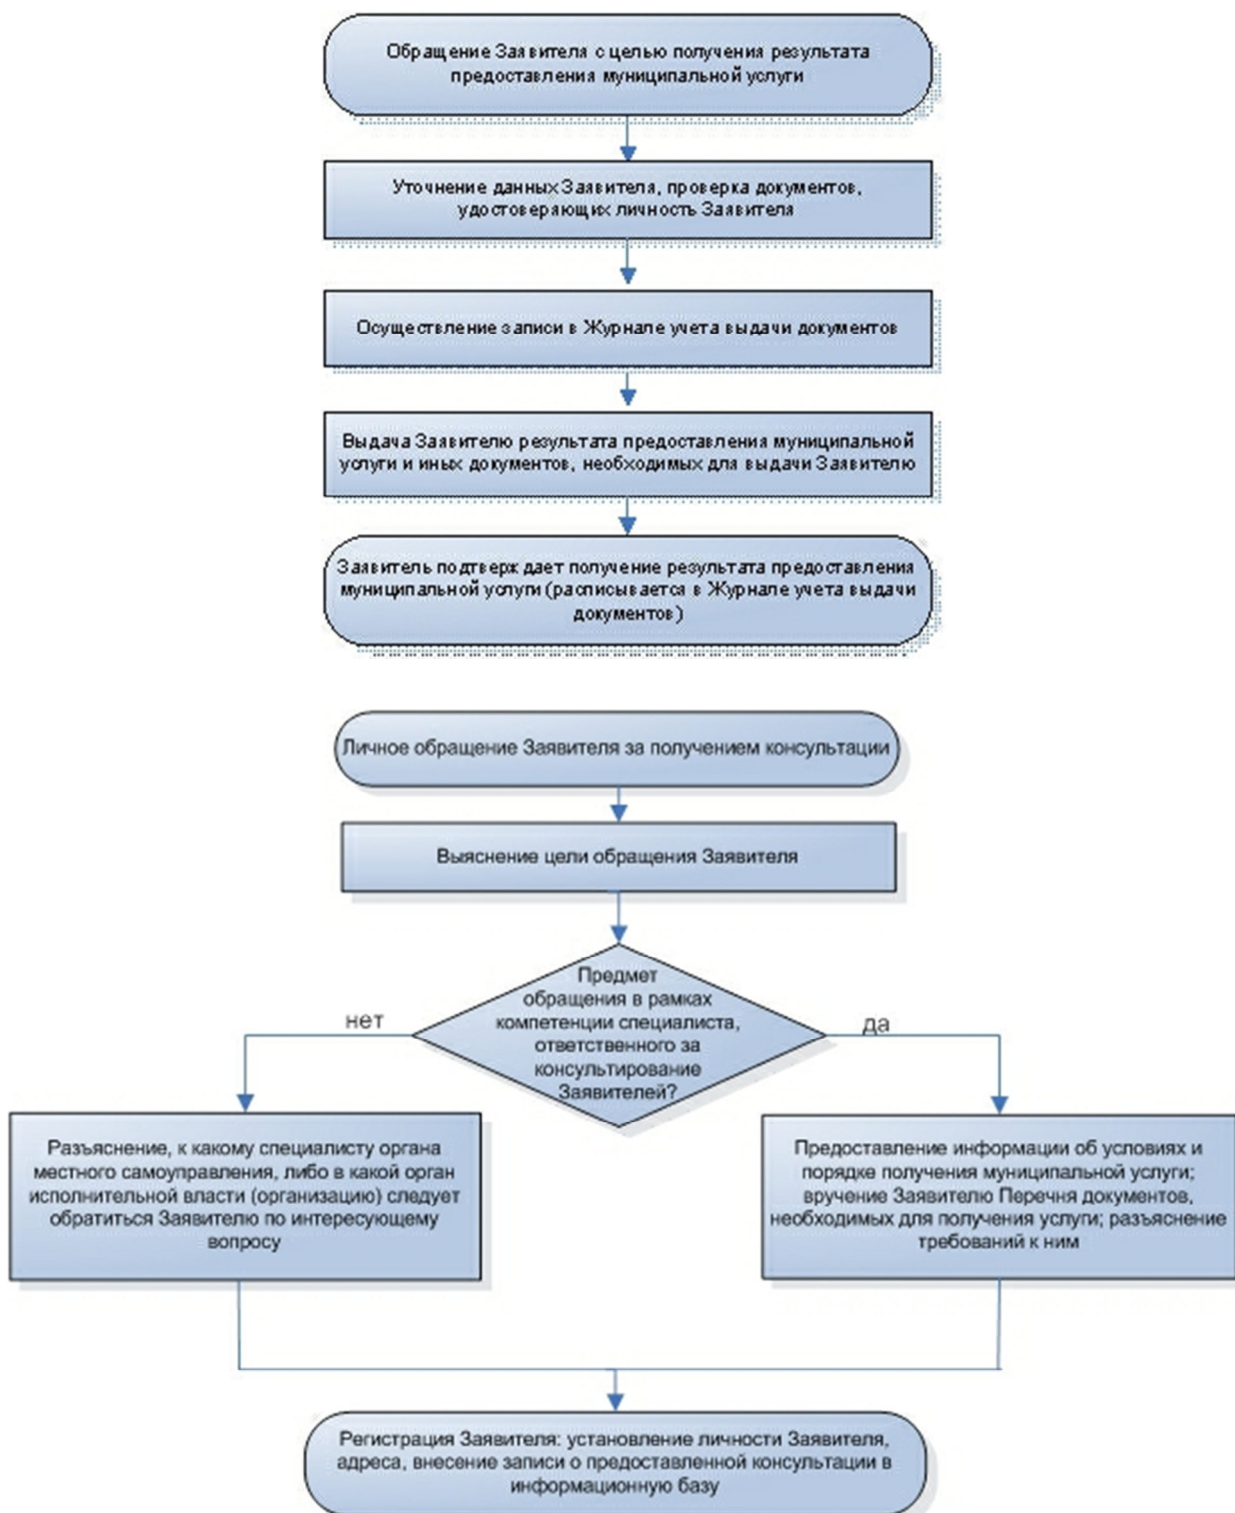 Обращение Заявителя с целью получения результата
предоставления муниципальной услуги
Уточнение данных Заявителя, проверка документов,
удостоверяющих личность Заявителя
Осуществление записи в Журнале учета выдачи документов
Выдача Заявителю результата предоставления муниципальной
услуги и иных документов, необходимых для выдачи Заявителю
Заявитель подтверждает получение результата предоставления
муниципальной услуги (расписывается в Журнале учета выдачи
документов)
Личное обращение Заявителя за получением консультации
Выяснение цели обращения Заявителя
Предмет
обращения в рамках
компетенции специалиста,
ответственного за
консультирование
Заявителей?
нет
да
Разъяснение, к какому специалисту органа
местного самоуправления, либо в какой орган
исполнительной власти (организацию) следует
обратиться Заявителю по интересующему
вопросу
Предоставление информации об условиях и
порядке получения муниципальной услуги;
вручение Заявителю Перечня документов,
необходимых для получения услуги; разъяснение
требований к ним
Регистрация Заявителя: установление личности Заявителя,
адреса, внесение записи о предоставленной консультации в
информационную базу